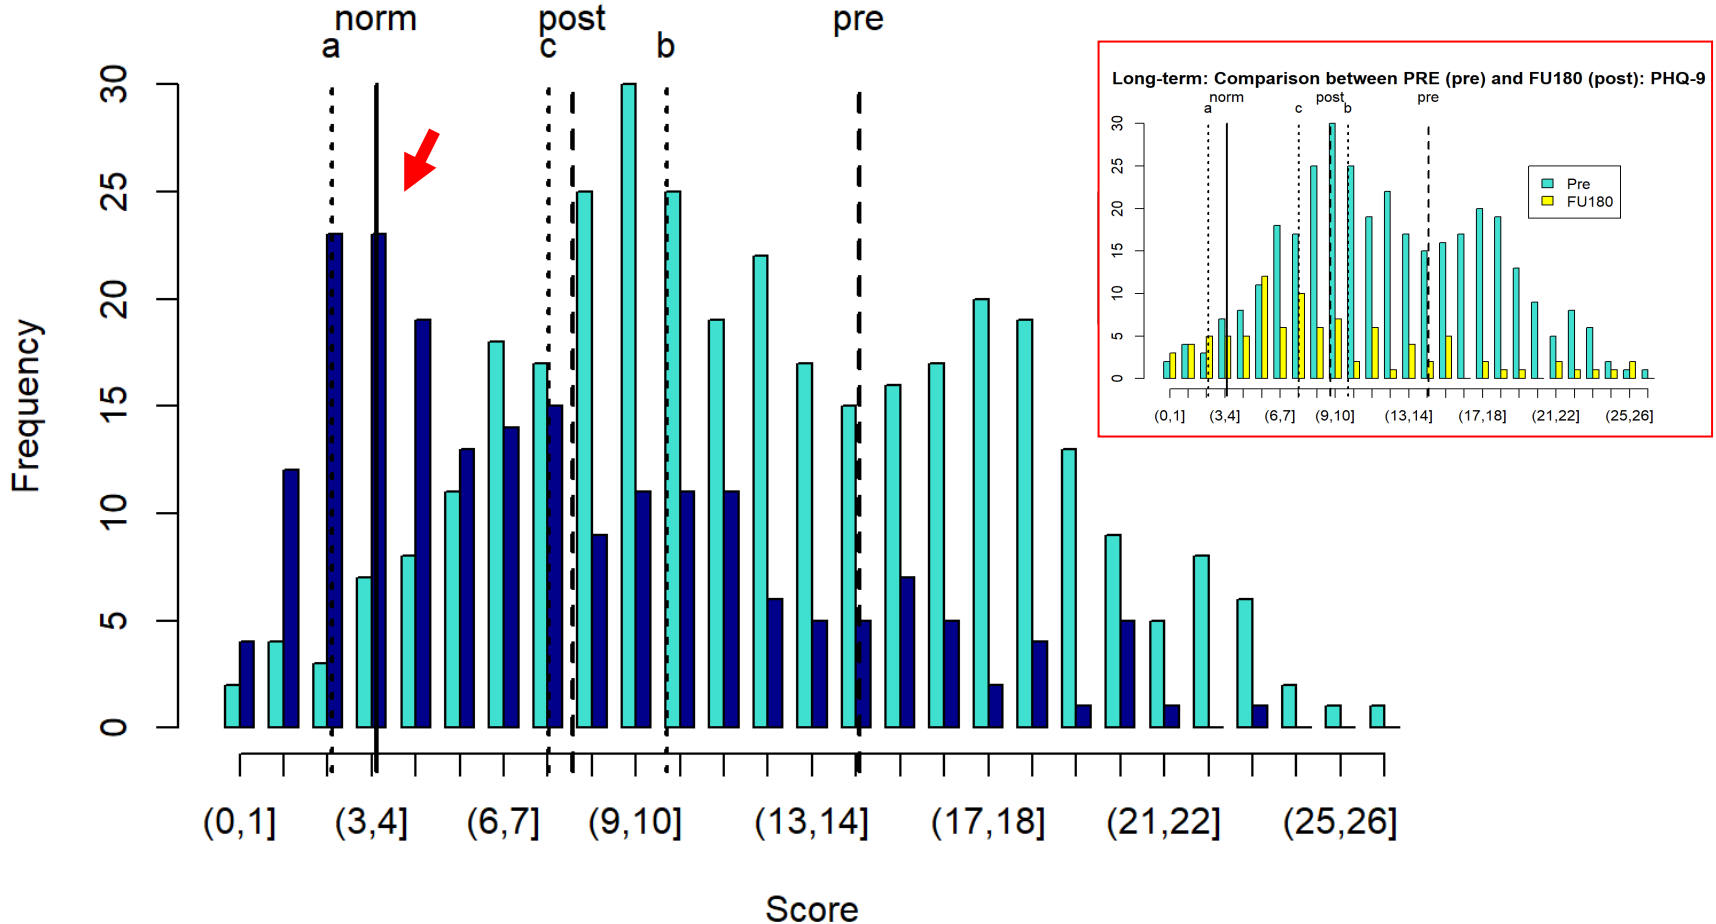 norm post pre
a c b
30
25
20
15
10
5
0
Frequency
(0,1] (3,4] (6,7] (9,10] (13,14] (17,18] (21,22] (25,26]
Score
Long-term: Comparison between PRE (pre) and FU180 (post): PHQ-9
norm post pre
a c b
30
25
20
15
10
5
0
Pre
FU180
(0,1] (3,4] (6,7] (9,10] (13,14] (17,18] (21,22] (25,26]